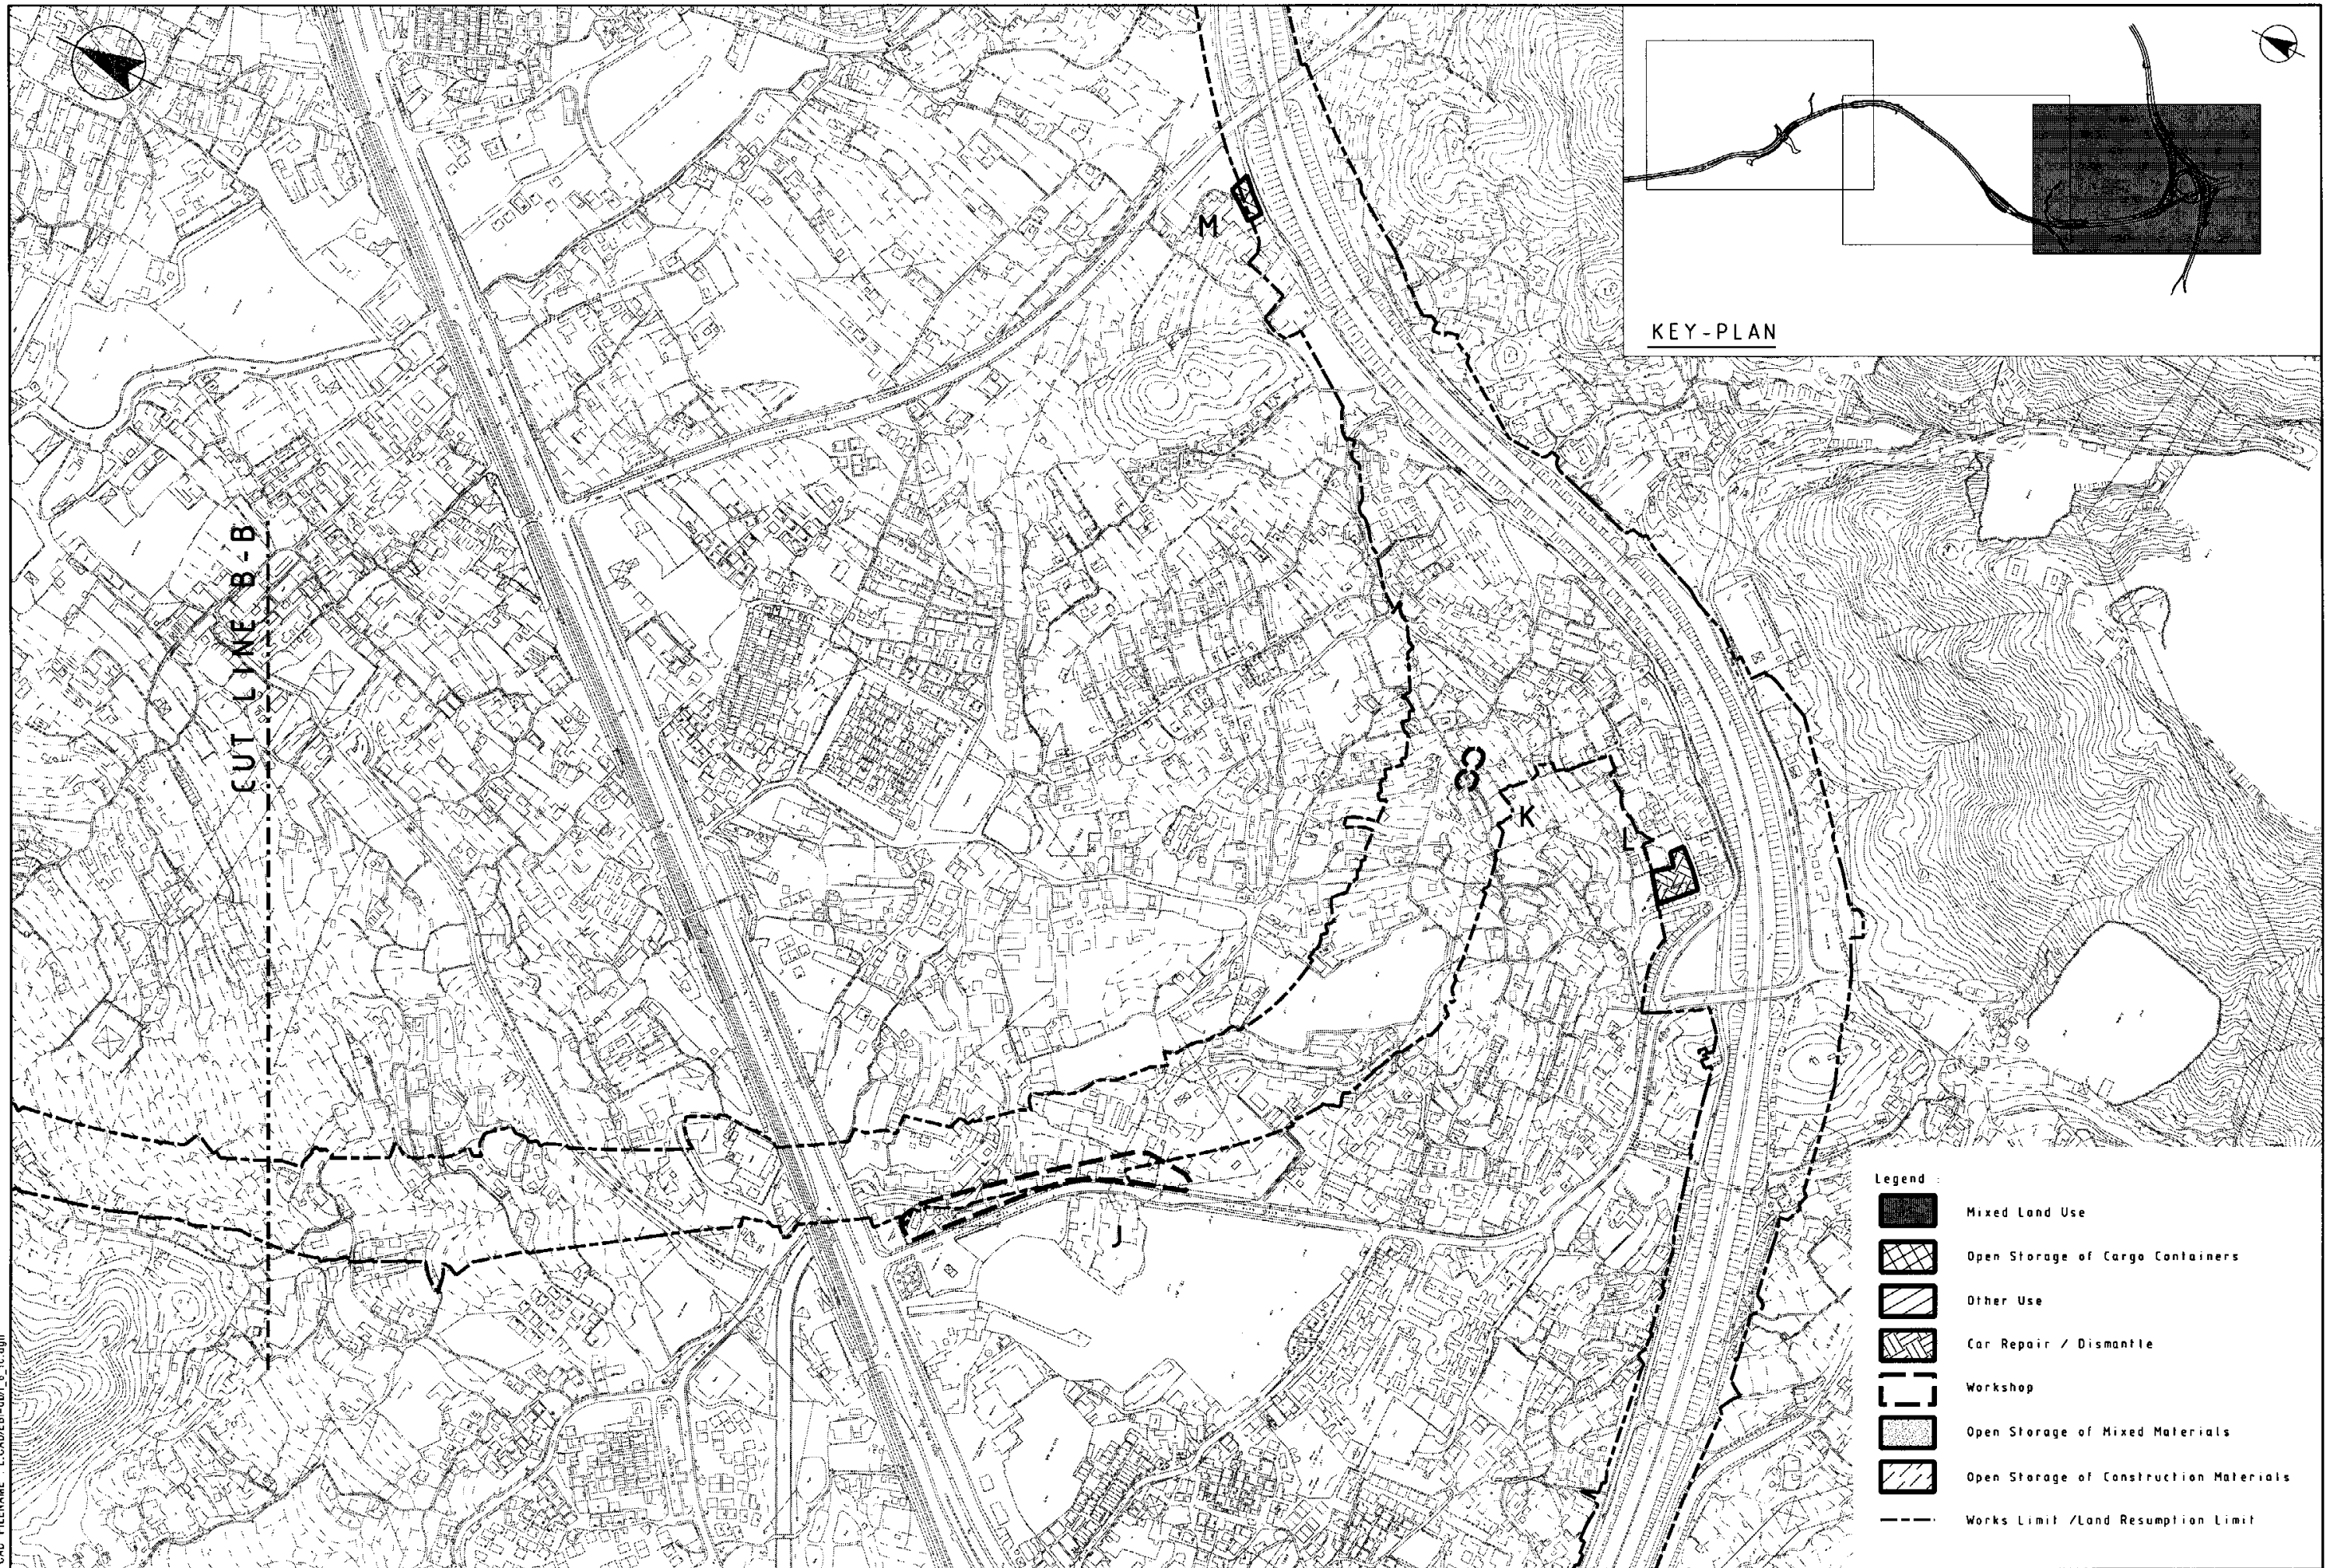 KEY-PLAN
M
CUT LINE B-B
K
L
J
Legend :
Mixed Land Use
Open Storage of Cargo Containers
Other Use
Car Repair / Dismantle
Workshop
Open Storage of Mixed Materials
Open Storage of Construction Materials
Works Limit /Land Resumption Limit